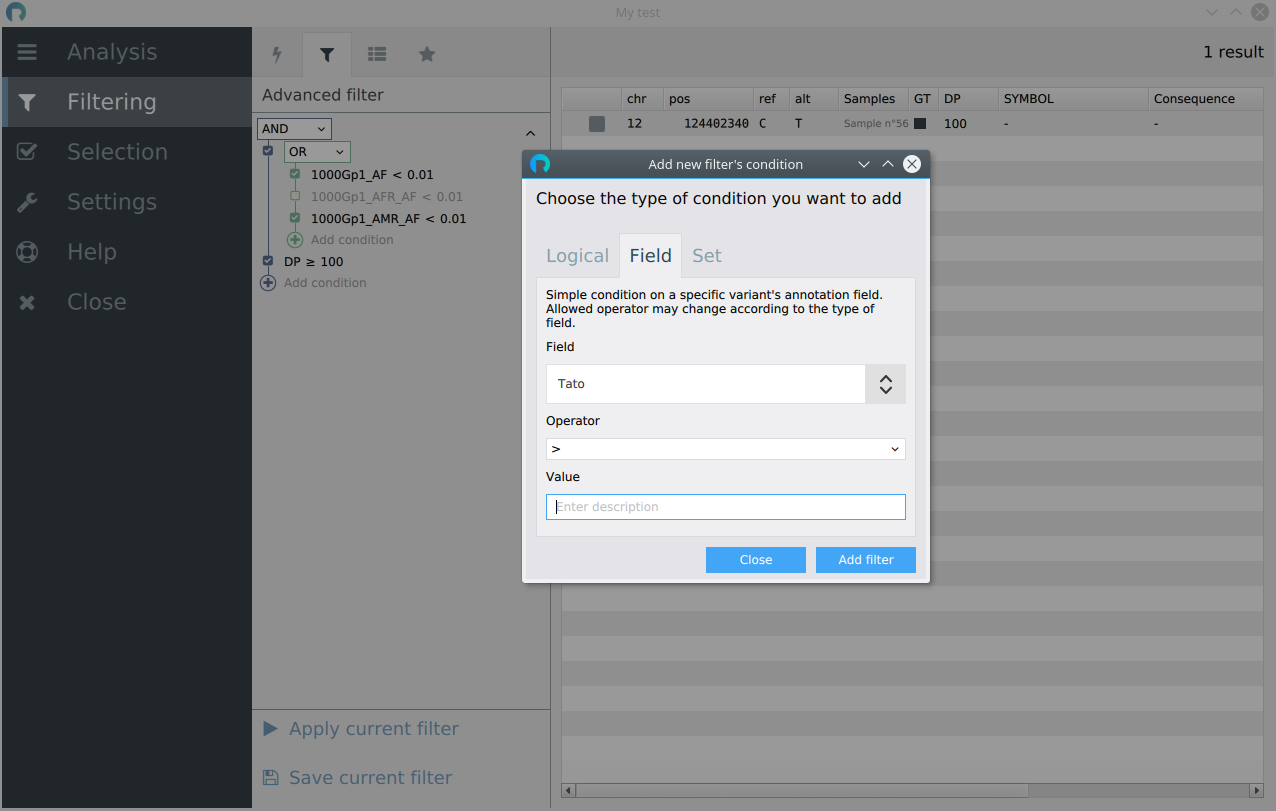 My test
Analysis
Filtering
Selection
Settings
Help
Close
Advanced filter
AND
OR
1000Gp1_AF < 0.01
1000Gp1_AFR_AF < 0.01
1000Gp1_AMR_AF < 0.01
Add condition
DP ≥ 100
Add condition
Apply current filter
Save current filter
1 result
chr pos ref alt Samples GT DP SYMBOL Consequence
12 124402340 C T Sample n°56 100 - -
Add new filter's condition
Choose the type of condition you want to add
Logical Field Set
Simple condition on a specific variant's annotation field.
Allowed operator may change according to the type of
field.
Field
Tato
Operator
>
Value
Enter description
Close Add filter